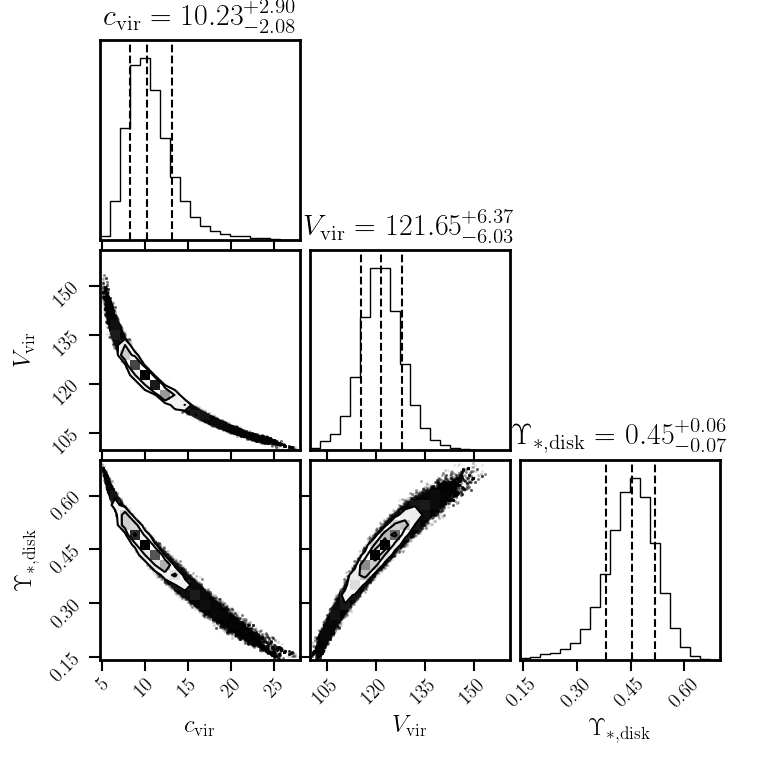 c_vir = 10.23^{+2.90}_{-2.08}
V_vir = 121.65^{+6.37}_{-6.03}
150
135
120
105
V_vir
Υ_{*,disk} = 0.45^{+0.06}_{-0.07}
0.60
0.45
0.30
0.15
Υ_{*,disk}
5 10 15 20 25
105 120 135 150
0.15 0.30 0.45 0.60
c_vir
V_vir
Υ_{*,disk}